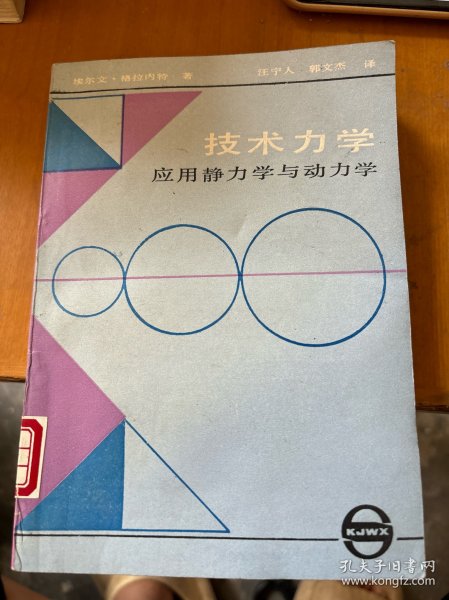 埃尔文·格拉内特 著 汪宁人 郭文杰 译
技术力学
应用静力学与动力学
KJWX
孔夫子旧书网
www.kongfz.com